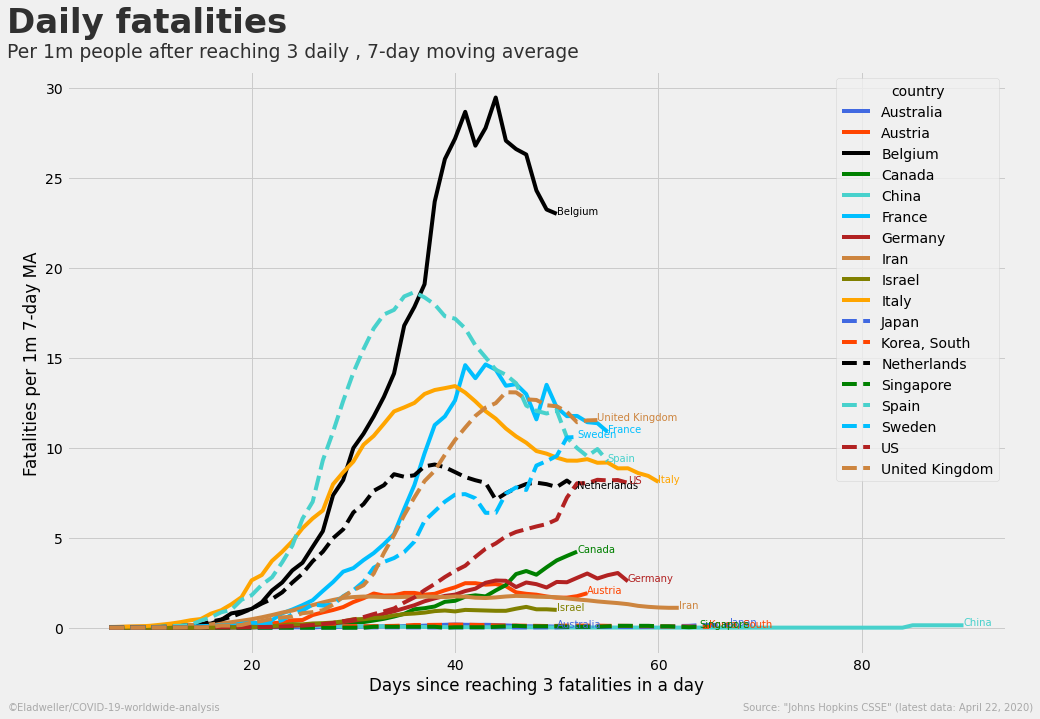 Daily fatalities
Per 1m people after reaching 3 daily , 7-day moving average
Fatalities per 1m 7-day MA
30
25
20
15
10
5
0
20
40
60
80
Days since reaching 3 fatalities in a day
country
Australia
Austria
Belgium
Canada
China
France
Germany
Iran
Israel
Italy
Japan
Korea, South
Netherlands
Singapore
Spain
Sweden
US
United Kingdom
Belgium
United Kingdom
France
Sweden
Spain
Italy
US
Netherlands
Canada
Germany
Austria
Iran
Israel
Australia
Singapore
Japan
South
China
©Eladweller/COVID-19-worldwide-analysis
Source: "Johns Hopkins CSSE" (latest data: April 22, 2020)